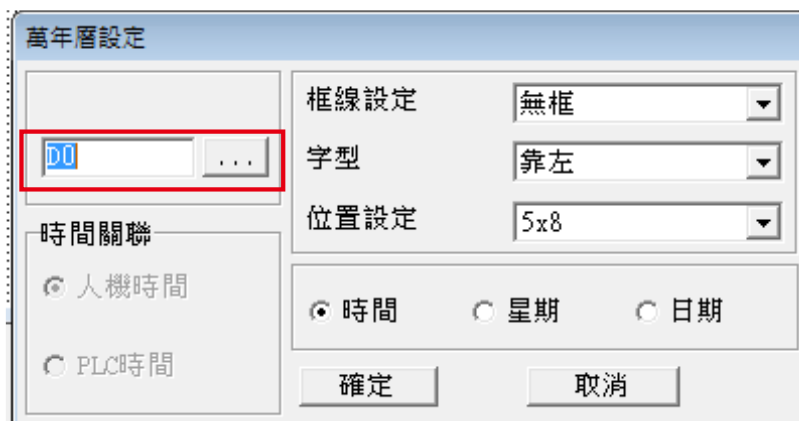 萬年層設定
D0
...
時間關聯
人機時間
PLC時間
框線設定 無框
字型 靠左
位置設定 5x8
時間 星期 日期
確定 取消